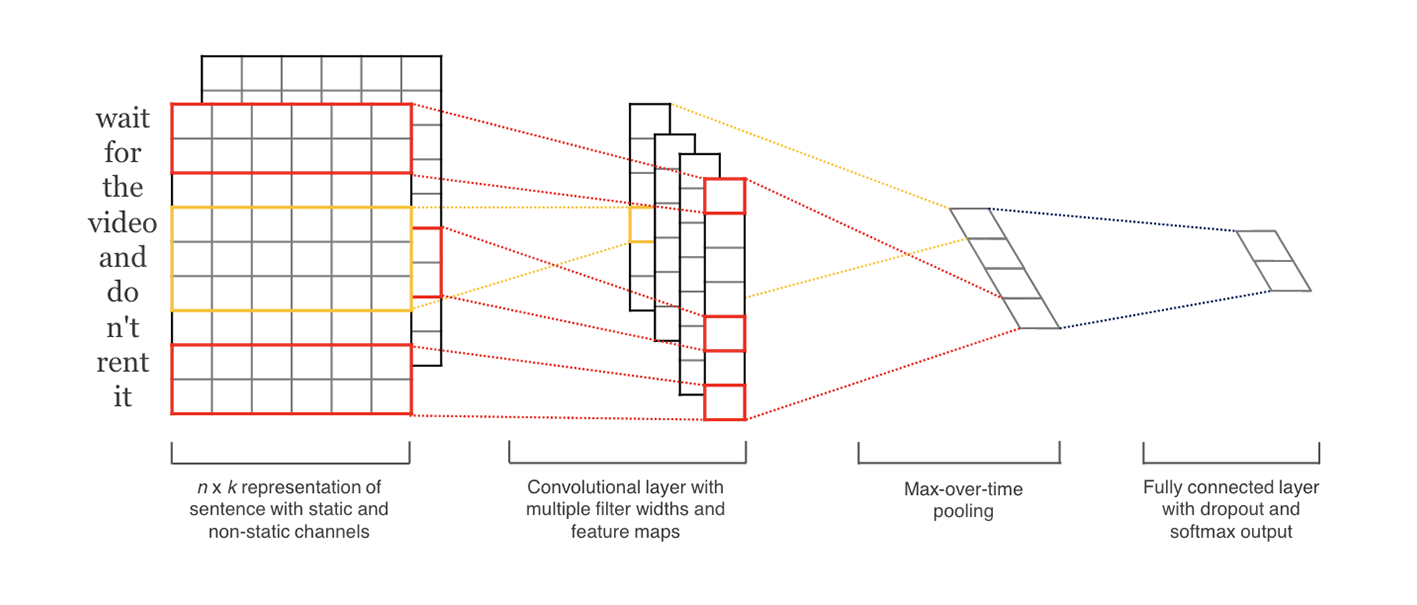 wait
for
the
video
and
do
n't
rent
it
n x k representation of
sentence with static and
non-static channels
Convolutional layer with
multiple filter widths and
feature maps
Max-over-time
pooling
Fully connected layer
with dropout and
softmax output